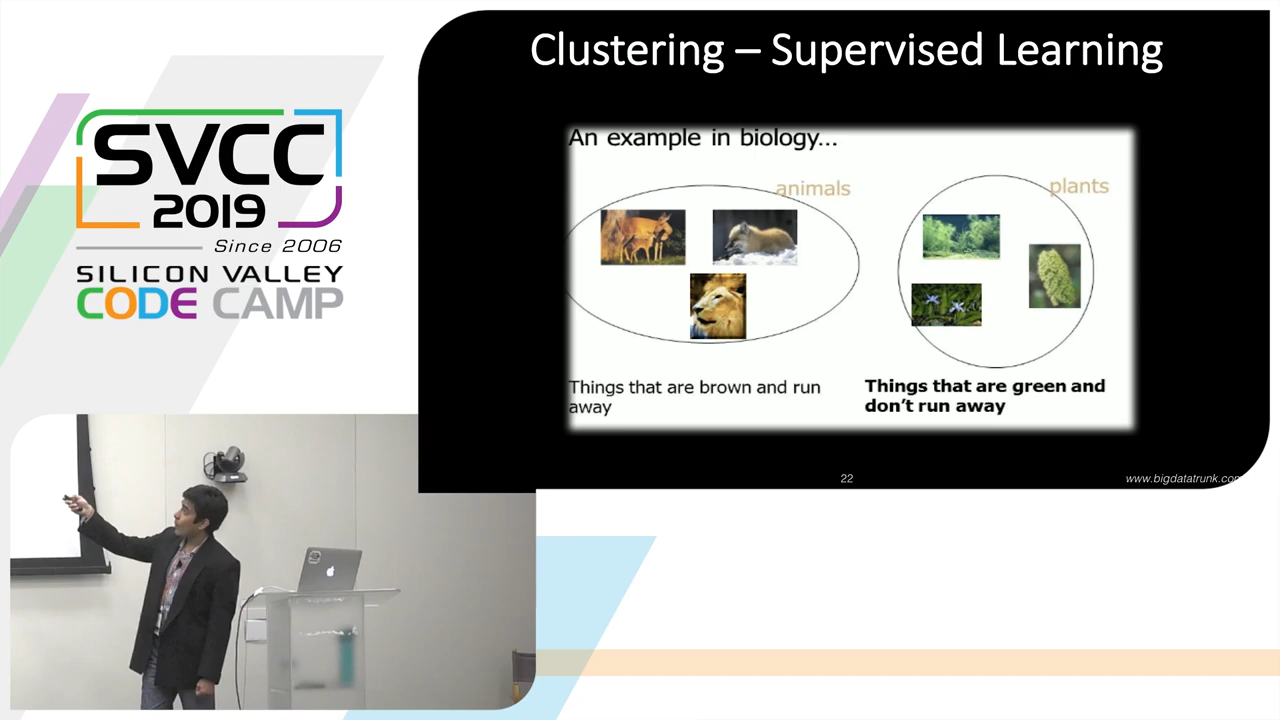 SVCC
2019
Since 2006
SILICON VALLEY
CODE CAMP
Clustering – Supervised Learning
An example in biology...
animals
plants
Things that are brown and run
away
Things that are green and
don't run away
22
www.bigdatatrunk.com